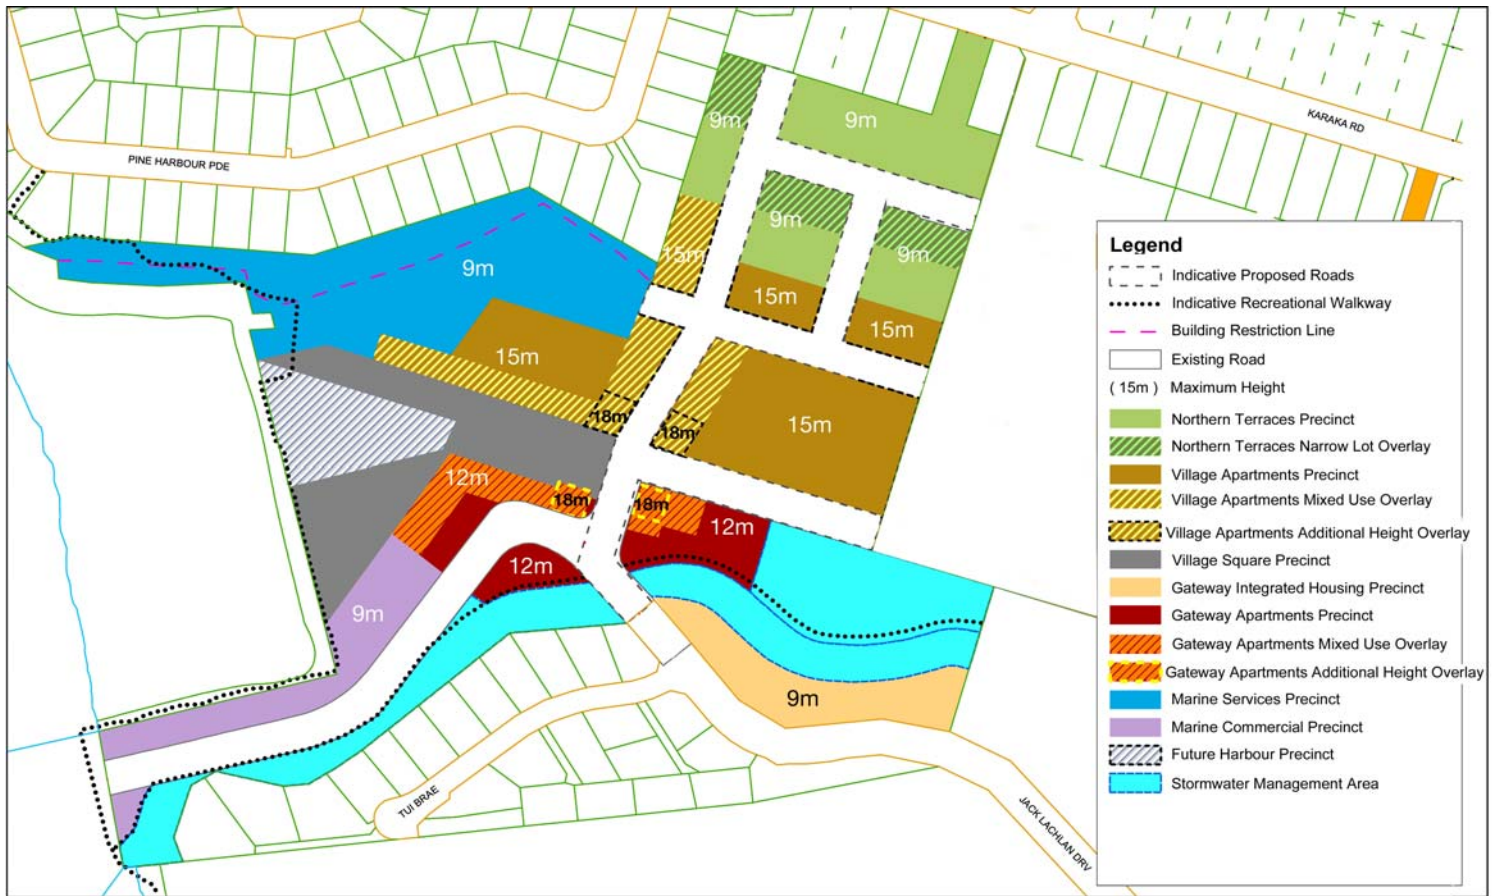 KARAKA RD
9m
9m
PINE HARBOUR PDE
9m
15m
9m
9m
15m
15m
15m
18m
18m
15m
12m
18m
18m
12m
12m
9m
9m
TUI BRAE
JACK LACHLAN DRV
Legend
Indicative Proposed Roads
Indicative Recreational Walkway
Building Restriction Line
Existing Road
( 15m ) Maximum Height
Northern Terraces Precinct
Northern Terraces Narrow Lot Overlay
Village Apartments Precinct
Village Apartments Mixed Use Overlay
Village Apartments Additional Height Overlay
Village Square Precinct
Gateway Integrated Housing Precinct
Gateway Apartments Precinct
Gateway Apartments Mixed Use Overlay
Gateway Apartments Additional Height Overlay
Marine Services Precinct
Marine Commercial Precinct
Future Harbour Precinct
Stormwater Management Area